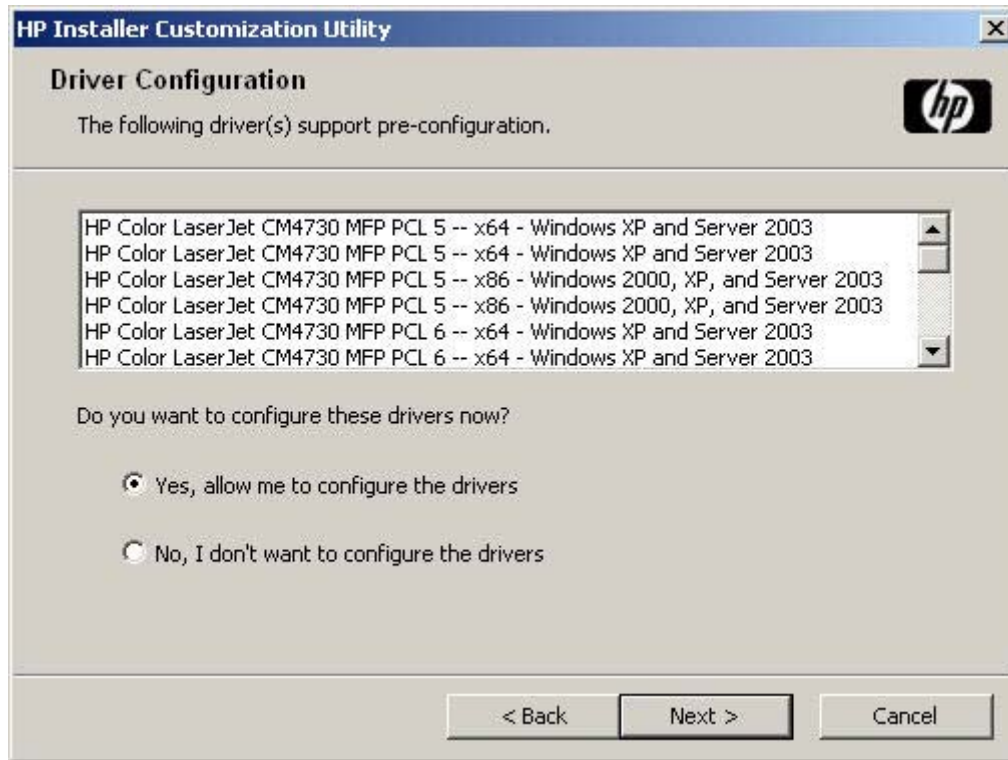 HP Installer Customization Utility
Driver Configuration
The following driver(s) support pre-configuration.
hp
HP Color LaserJet CM4730 MFP PCL 5 -- x64 - Windows XP and Server 2003
HP Color LaserJet CM4730 MFP PCL 5 -- x64 - Windows XP and Server 2003
HP Color LaserJet CM4730 MFP PCL 5 -- x86 - Windows 2000, XP, and Server 2003
HP Color LaserJet CM4730 MFP PCL 5 -- x86 - Windows 2000, XP, and Server 2003
HP Color LaserJet CM4730 MFP PCL 6 -- x64 - Windows XP and Server 2003
HP Color LaserJet CM4730 MFP PCL 6 -- x64 - Windows XP and Server 2003
Do you want to configure these drivers now?
Yes, allow me to configure the drivers
No, I don't want to configure the drivers
< Back
Next >
Cancel